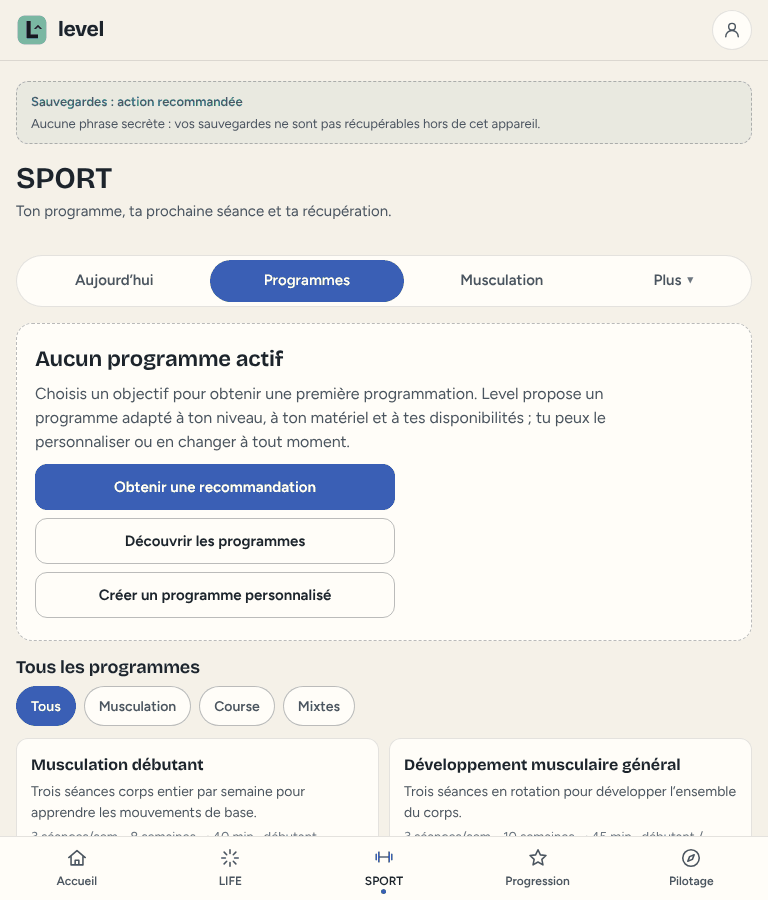 level
Sauvegardes : action recommandée
Aucune phrase secrète : vos sauvegardes ne sont pas récupérables hors de cet appareil.
SPORT
Ton programme, ta prochaine séance et ta récupération.
Aujourd’hui
Programmes
Musculation
Plus ▼
Aucun programme actif
Choisis un objectif pour obtenir une première programmation. Level propose un
programme adapté à ton niveau, à ton matériel et à tes disponibilités ; tu peux le
personnaliser ou en changer à tout moment.
Obtenir une recommandation
Découvrir les programmes
Créer un programme personnalisé
Tous les programmes
Tous
Musculation
Course
Mixtes
Musculation débutant
Trois séances corps entier par semaine pour
apprendre les mouvements de base.
Développement musculaire général
Trois séances en rotation pour développer l’ensemble
du corps.
Accueil
LIFE
SPORT
Progression
Pilotage